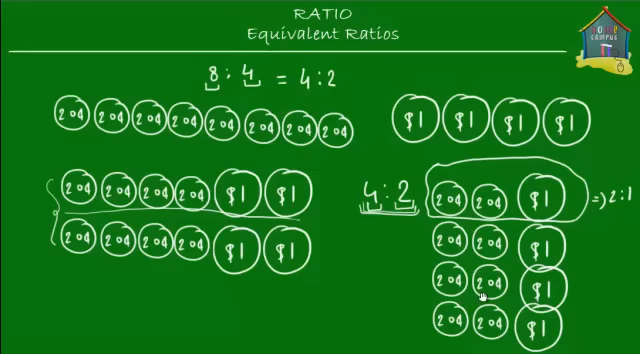 RATIO
Equivalent Ratios
HOME
campus
8 : 4 = 4 : 2
20¢ 20¢ 20¢ 20¢ 20¢ 20¢ 20¢ 20¢ $1 $1 $1 $1
20¢ 20¢ 20¢ 20¢ $1 $1
20¢ 20¢ 20¢ 20¢ $1 $1
4 : 2
20¢ 20¢ $1 => 2 : 1
20¢ 20¢ $1
20¢ 20¢ $1
20¢ 20¢ $1